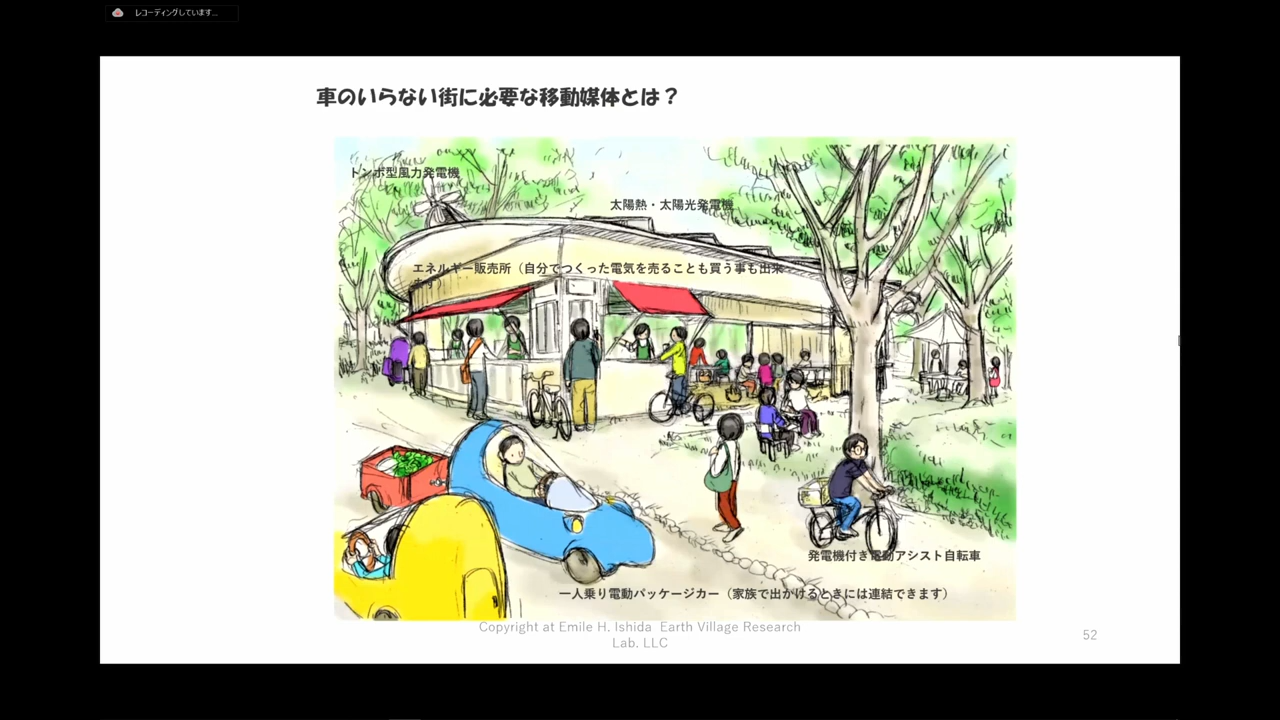 レコーディングしています...
車のいらない街に必要な移動媒体とは？
トンボ型風力発電機
太陽熱・太陽光発電機
エネルギー販売所（自分でつくった電気を売ることも買う事も出来
ます）
発電機付き電動アシスト自転車
一人乗り電動パッケージカー（家族で出かけるときには連結できます）
Copyright at Emile H. Ishida Earth Village Research
Lab. LLC
52